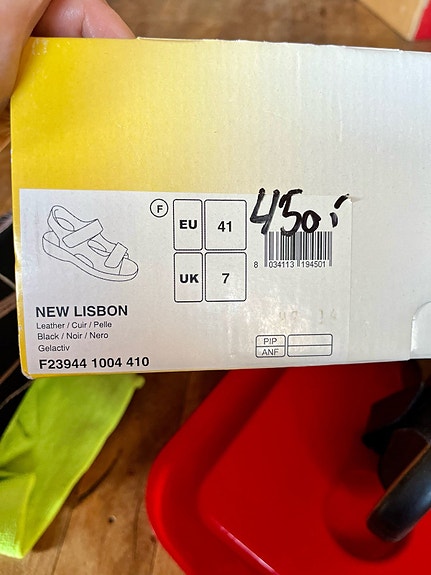 F
EU 41
450:-
8 034113 194501
UK 7
NEW LISBON
Leather / Cuir / Pelle
Black / Noir / Nero
Gelactiv
F23944 1004 410
P/P
ANF